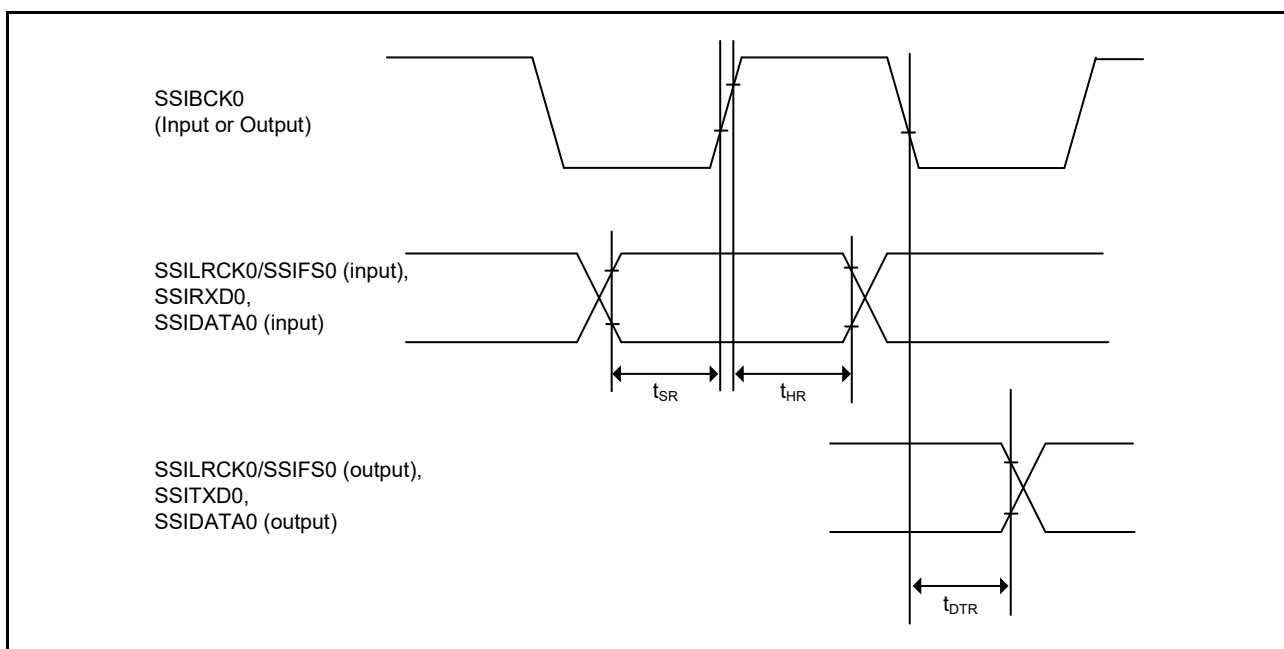 SSIBCK0
(Input or Output)
SSILRCK0/SSIFS0 (input),
SSIRXD0,
SSIDATA0 (input)
tSR
tHR
SSILRCK0/SSIFS0 (output),
SSITXD0,
SSIDATA0 (output)
tDTR